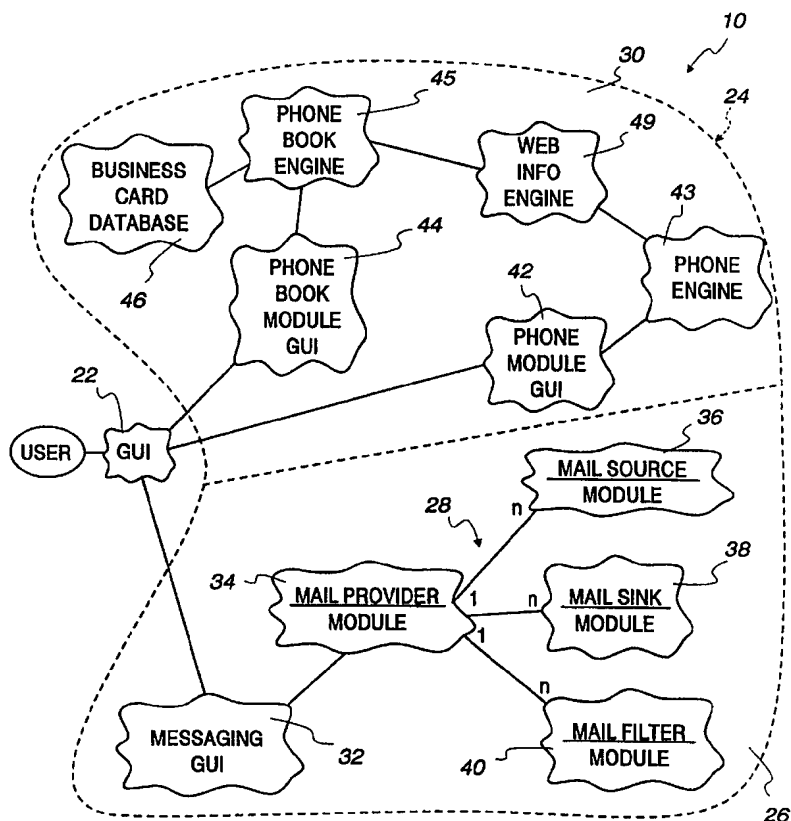 10
30
24
45
PHONE
BOOK
ENGINE
49
WEB
INFO
ENGINE
BUSINESS
CARD
DATABASE
46
44
PHONE
BOOK
MODULE
GUI
43
PHONE
ENGINE
42
PHONE
MODULE
GUI
22
USER
GUI
36
MAIL SOURCE
MODULE
n
28
34
MAIL PROVIDER
MODULE
1
1
n
38
MAIL SINK
MODULE
n
MESSAGING
GUI
32
40
MAIL FILTER
MODULE
26